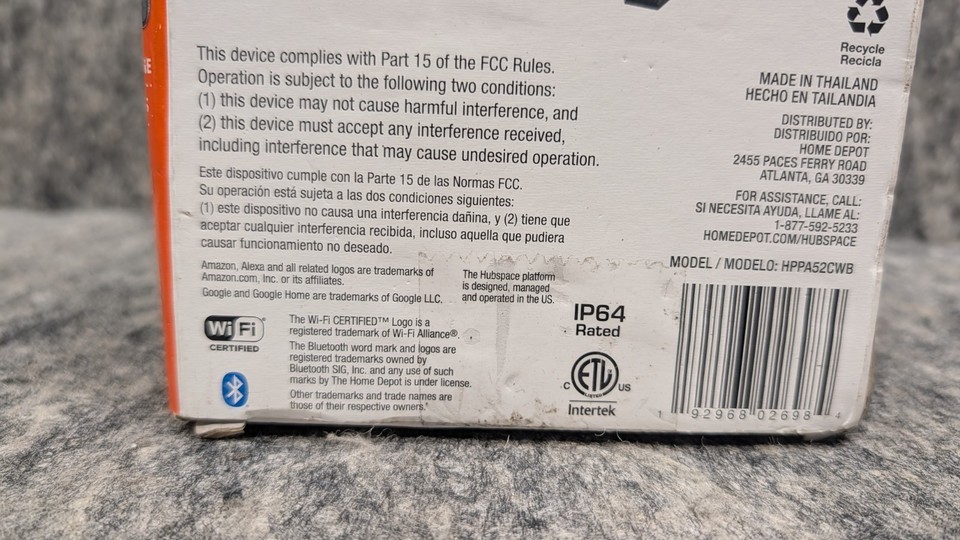 This device complies with Part 15 of the FCC Rules.
Operation is subject to the following two conditions:
(1) this device may not cause harmful interference, and
(2) this device must accept any interference received,
including interference that may cause undesired operation.
Este dispositivo cumple con la Parte 15 de las Normas FCC.
Su operación está sujeta a las dos condiciones siguientes:
(1) este dispositivo no causa una interferencia dañina, y (2) tiene que
aceptar cualquier interferencia recibida, incluso aquella que pudiera
causar funcionamiento no deseado.
Amazon, Alexa and all related logos are trademarks of
Amazon.com, Inc. or its affiliates.
Google and Google Home are trademarks of Google LLC.
The Hubspace platform
is designed, managed
and operated in the US.
Wi Fi
CERTIFIED
The Wi-Fi CERTIFIED™ Logo is a
registered trademark of Wi-Fi Alliance®.
The Bluetooth word mark and logos are
registered trademarks owned by
Bluetooth SIG, Inc. and any use of such
marks by The Home Depot is under license.
Other trademarks and trade names are
those of their respective owners.
IP64
Rated
C ETL US
LISTED
Intertek
Recycle
Recicla
MADE IN THAILAND
HECHO EN TAILANDIA
DISTRIBUTED BY:
DISTRIBUIDO POR:
HOME DEPOT
2455 PACES FERRY ROAD
ATLANTA, GA 30339
FOR ASSISTANCE, CALL:
SI NECESITA AYUDA, LLAME AL:
1-877-592-5233
HOMEDEPOT.COM/HUBSPACE
MODEL / MODELO: HPPA52CWB
1 92968 02698 4